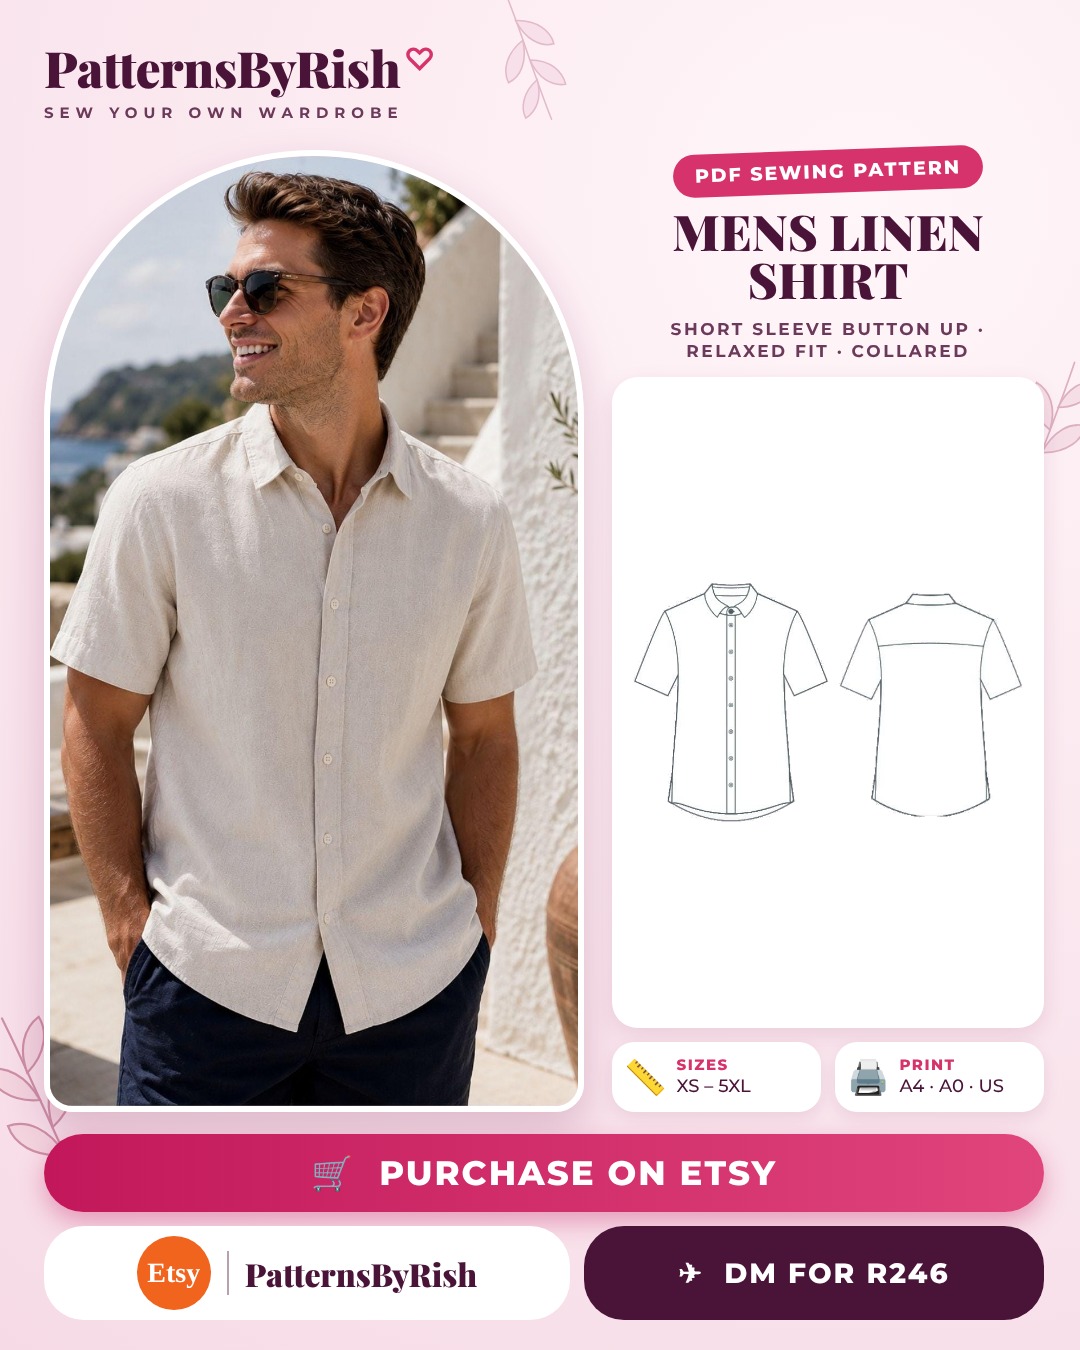 PatternsByRish
SEW YOUR OWN WARDROBE
PDF SEWING PATTERN
MENS LINEN
SHIRT
SHORT SLEEVE BUTTON UP ·
RELAXED FIT · COLLARED
SIZES
XS – 5XL
PRINT
A4 · A0 · US
PURCHASE ON ETSY
Etsy
PatternsByRish
DM FOR R246